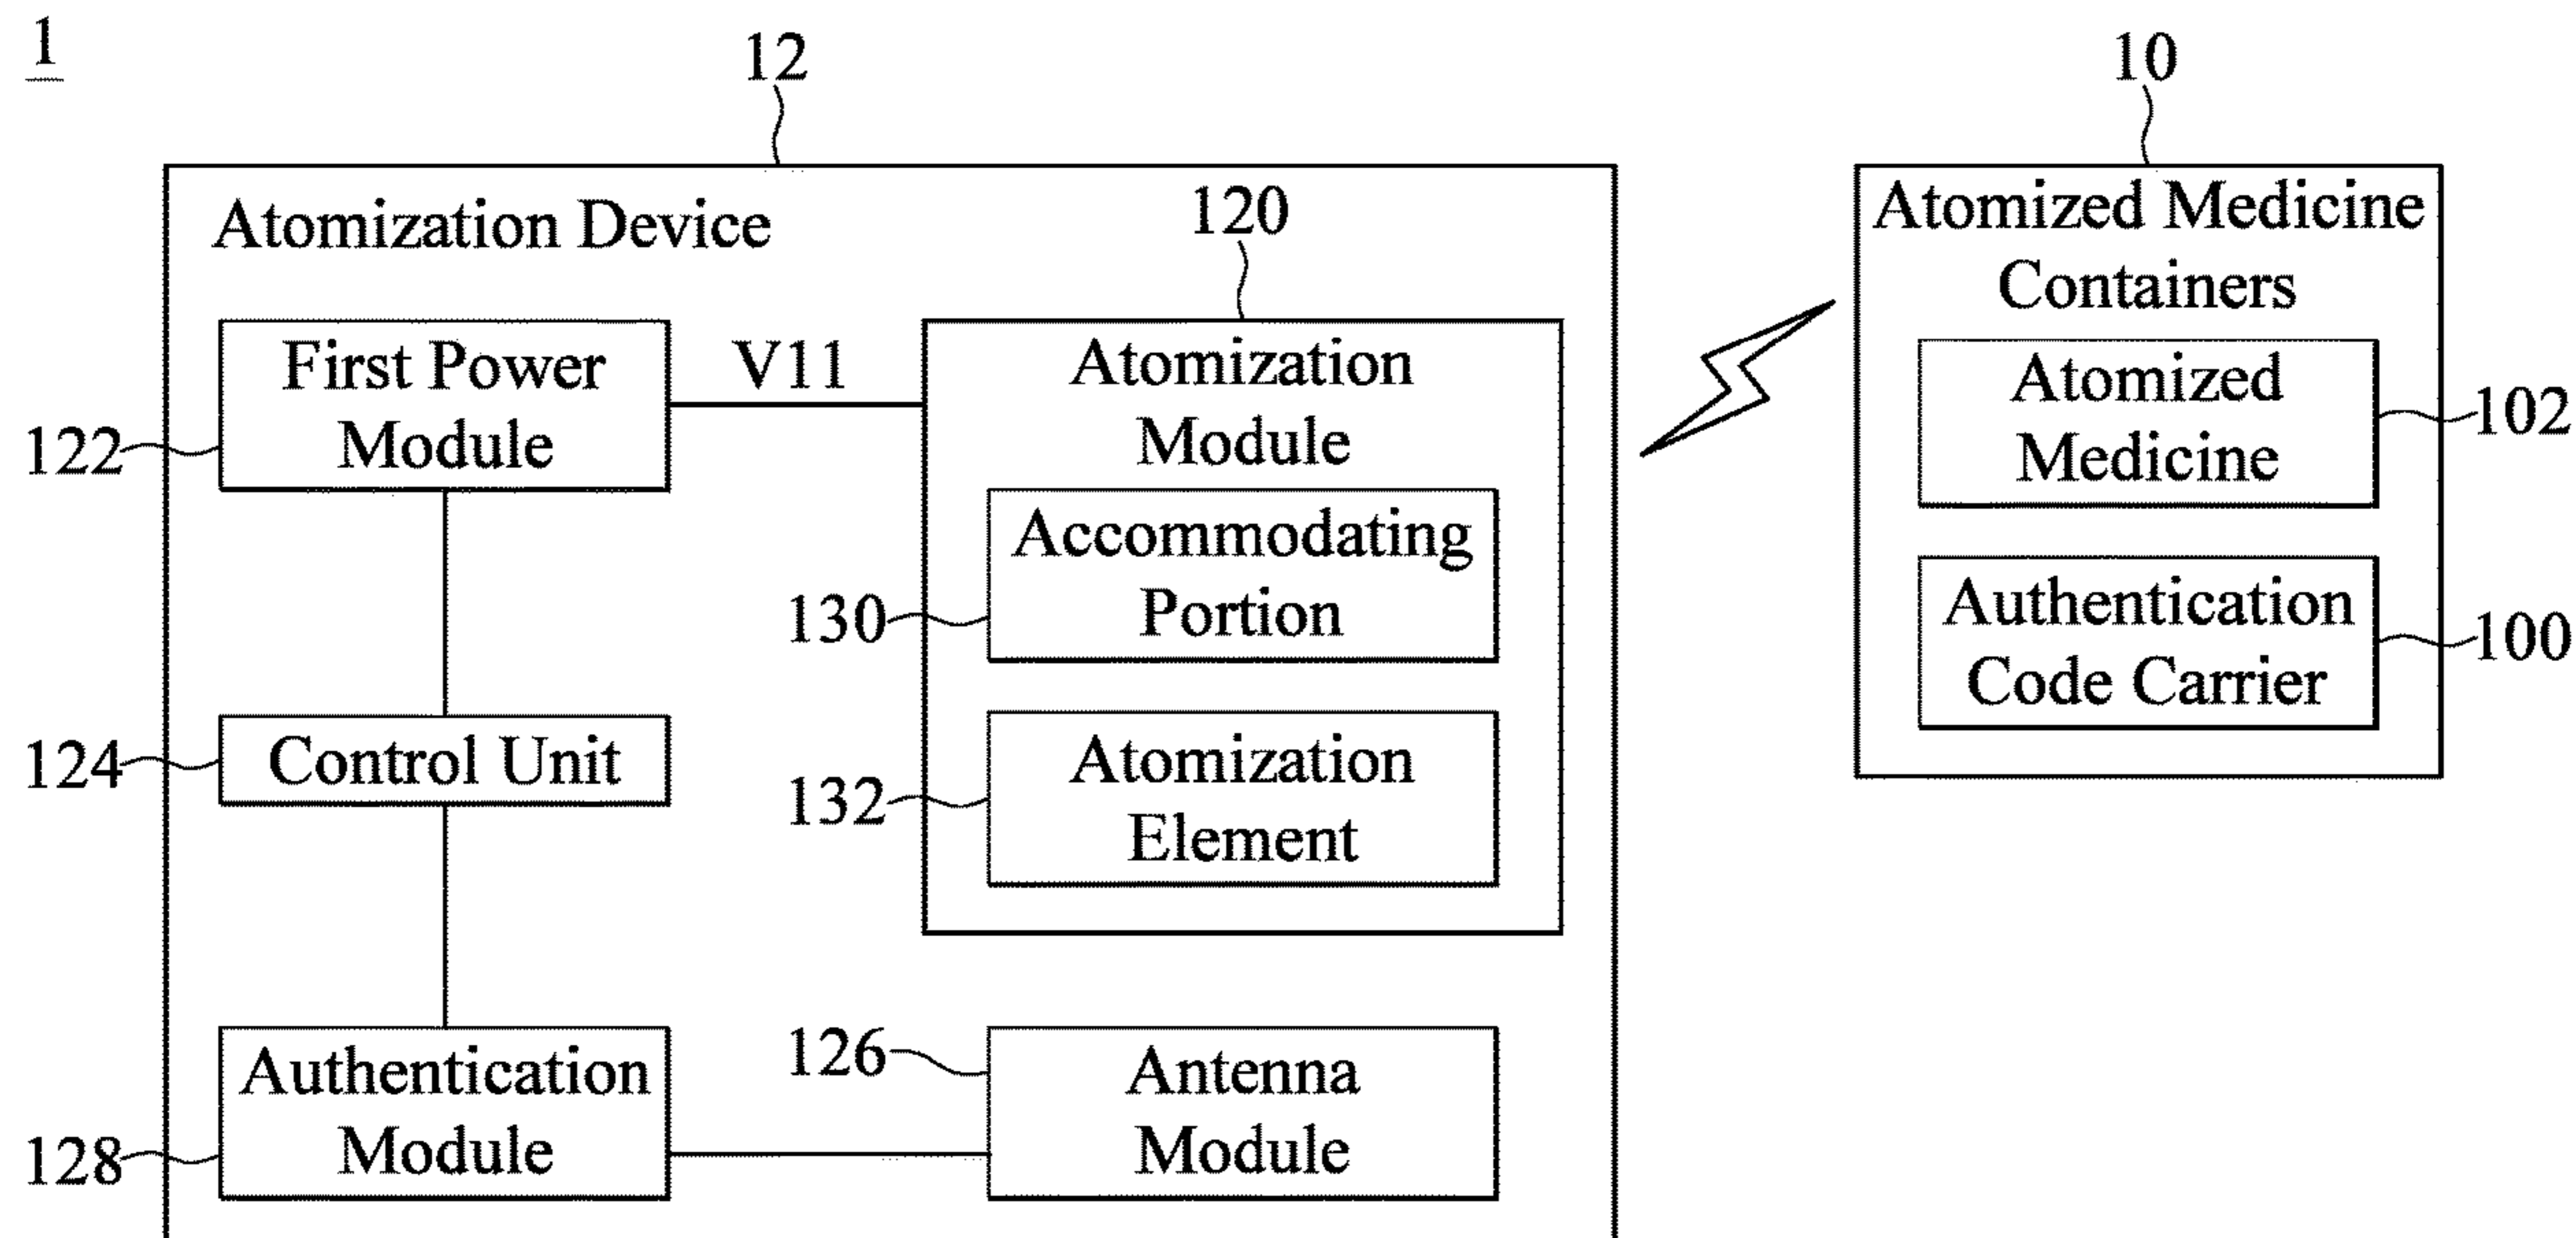 1
12
10
Atomization Device
120
Atomized Medicine
Containers
First Power
Module
V11
122
Atomization
Module
Atomized
Medicine
102
Accommodating
Portion
130
Authentication
Code Carrier
100
Control Unit
124
Atomization
Element
132
Authentication
Module
128
126
Antenna
Module